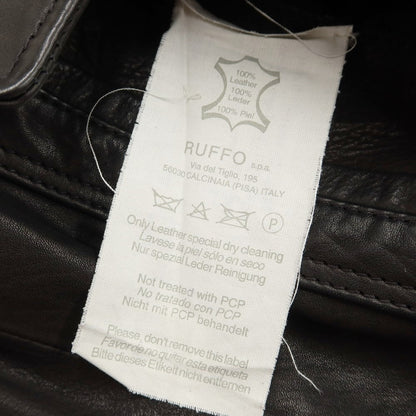 100%
Leather
100%
Leder
100% Piel
RUFFO s.p.a.
Via del Tiglio, 195
56030 CALCINAIA (PISA) ITALY
P
Only Leather special dry cleaning
Lavese la piel sólo en seco
Nur spezial Leder Reinigung
Not treated with PCP
No tratado con PCP
Nicht mit PCP behandelt
Please, don't remove this label
Favor de no quitar esta etiqueta
Bitte dieses Etikett nicht entfernen